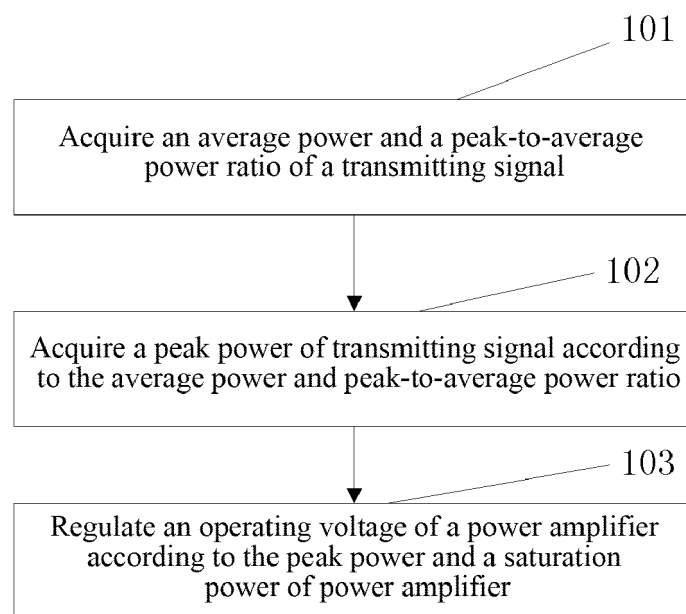 101
Acquire an average power and a peak-to-average
power ratio of a transmitting signal
102
Acquire a peak power of transmitting signal according
to the average power and peak-to-average power ratio
103
Regulate an operating voltage of a power amplifier
according to the peak power and a saturation
power of power amplifier